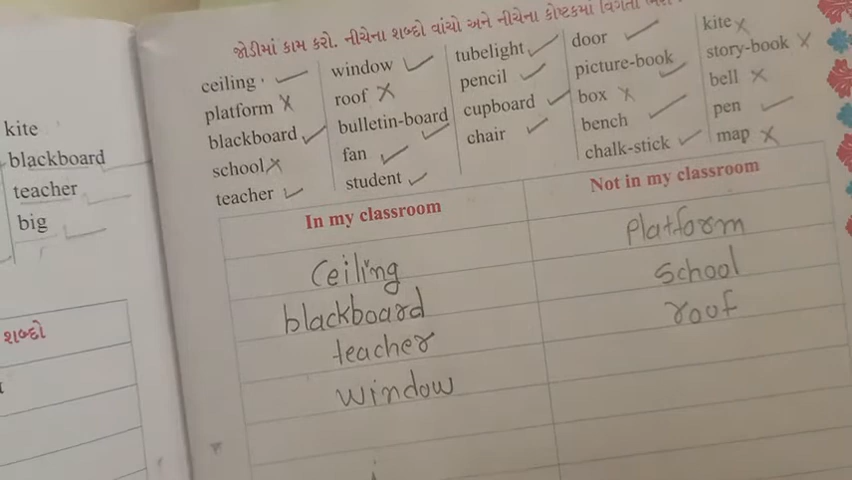 kite
blackboard
teacher
big
શબ્દો
જોડીમાં કામ કરો. નીચેના શબ્દો વાંચો અને નીચેના કોષ્ટકમાં વિગતો
ceiling window tubelight door kite
platform roof pencil picture-book story-book
blackboard bulletin-board cupboard box bell
school fan chair bench pen
teacher student chalk-stick map
In my classroom Not in my classroom
Ceiling Platform
blackboard School
teacher roof
window